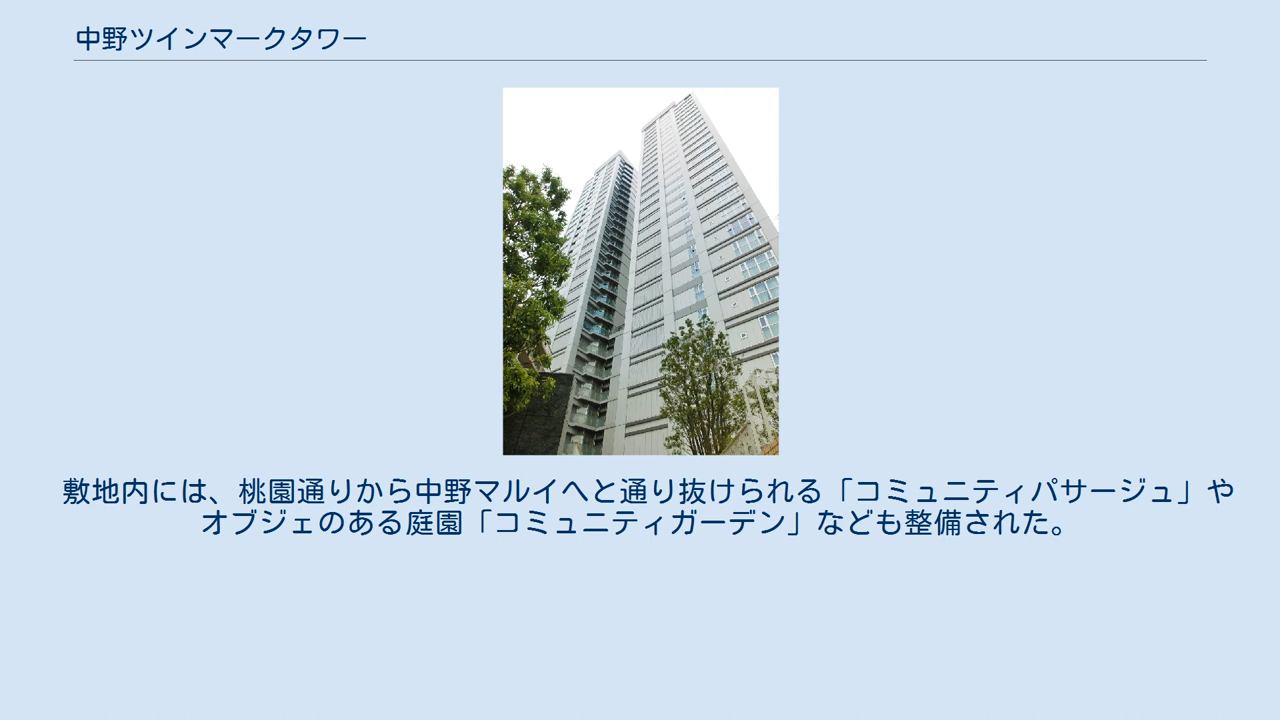 中野ツインマークタワー
敷地内には、桃園通りから中野マルイへと通り抜けられる「コミュニティパサージュ」や
オブジェのある庭園「コミュニティガーデン」なども整備された。